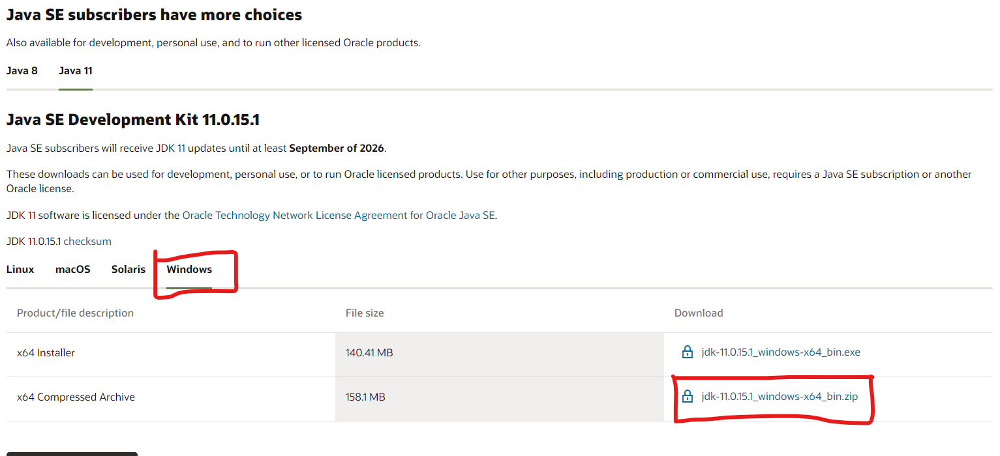 Java SE subscribers have more choices
Also available for development, personal use, and to run other licensed Oracle products.
Java 8 Java 11
Java SE Development Kit 11.0.15.1
Java SE subscribers will receive JDK 11 updates until at least September of 2026.
These downloads can be used for development, personal use, or to run Oracle licensed products. Use for other purposes, including production or commercial use, requires a Java SE subscription or another
Oracle license.
JDK 11 software is licensed under the Oracle Technology Network License Agreement for Oracle Java SE.
JDK 11.0.15.1 checksum
Linux macOS Solaris Windows
Product/file description File size Download
x64 Installer 140.41 MB jdk-11.0.15.1_windows-x64_bin.exe
x64 Compressed Archive 158.1 MB jdk-11.0.15.1_windows-x64_bin.zip